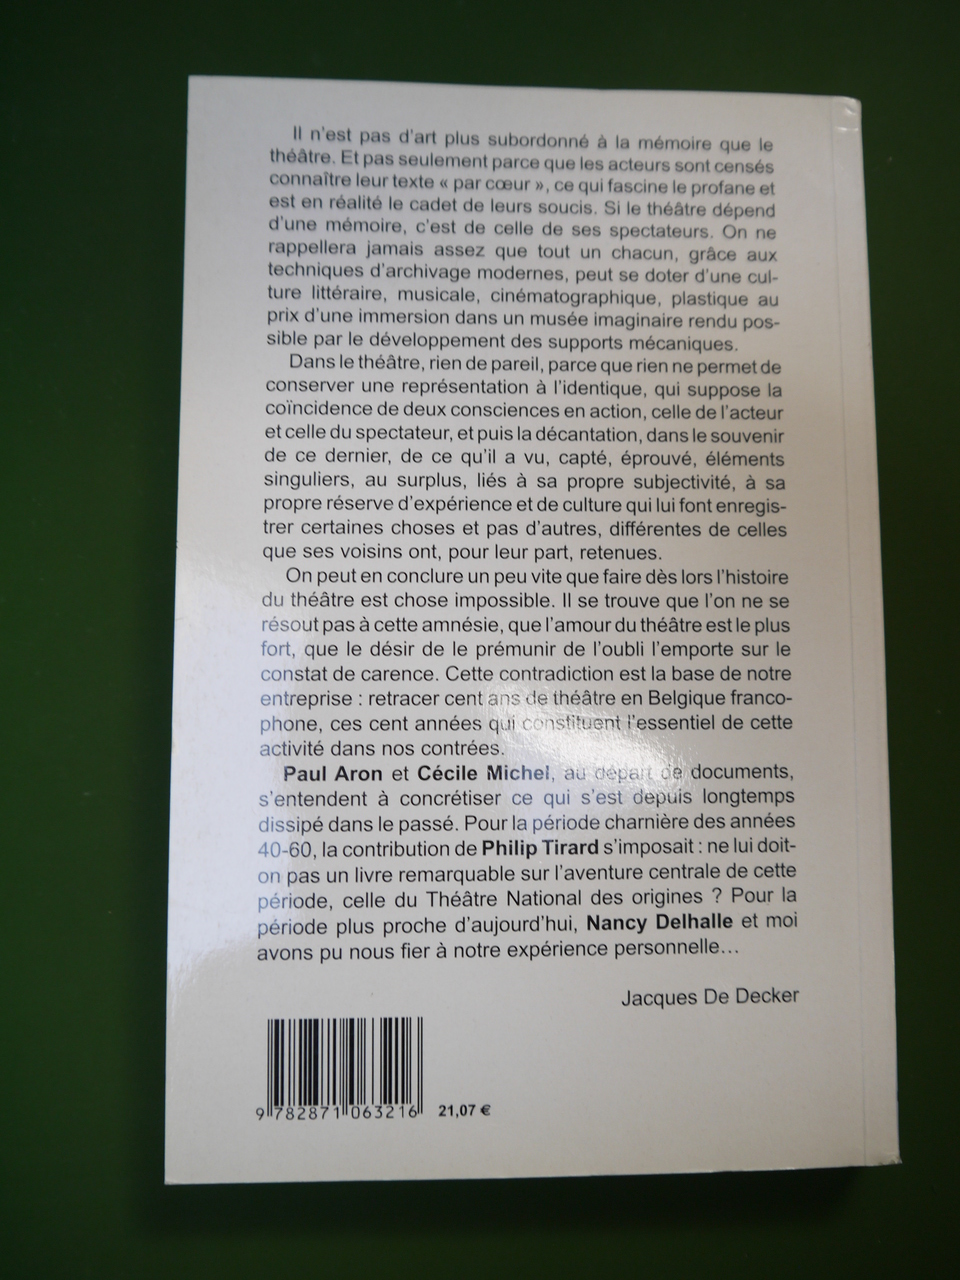 Il n'est pas d'art plus subordonné à la mémoire que le
théâtre. Et pas seulement parce que les acteurs sont censés
connaître leur texte « par cœur », ce qui fascine le profane et
est en réalité le cadet de leurs soucis. Si le théâtre dépend
d'une mémoire, c'est de celle de ses spectateurs. On ne
rappellera jamais assez que tout un chacun, grâce aux
techniques d'archivage modernes, peut se doter d'une cul-
ture littéraire, musicale, cinématographique, plastique au
prix d'une immersion dans un musée imaginaire rendu pos-
sible par le développement des supports mécaniques.
Dans le théâtre, rien de pareil, parce que rien ne permet de
conserver une représentation à l'identique, qui suppose la
coïncidence de deux consciences en action, celle de l'acteur
et celle du spectateur, et puis la décantation, dans le souvenir
de ce dernier, de ce qu'il a vu, capté, éprouvé, éléments
singuliers, au surplus, liés à sa propre subjectivité, à sa
propre réserve d'expérience et de culture qui lui font enregis-
trer certaines choses et pas d'autres, différentes de celles
que ses voisins ont, pour leur part, retenues.
On peut en conclure un peu vite que faire dès lors l'histoire
du théâtre est chose impossible. Il se trouve que l'on ne se
résout pas à cette amnésie, que l'amour du théâtre est le plus
fort, que le désir de le prémunir de l'oubli l'emporte sur le
constat de carence. Cette contradiction est la base de notre
entreprise : retracer cent ans de théâtre en Belgique franco-
phone, ces cent années qui constituent l'essentiel de cette
activité dans nos contrées.
Paul Aron et Cécile Michel, au départ de documents,
s'entendent à concrétiser ce qui s'est depuis longtemps
dissipé dans le passé. Pour la période charnière des années
40-60, la contribution de Philip Tirard s'imposait : ne lui doit-
on pas un livre remarquable sur l'aventure centrale de cette
période, celle du Théâtre National des origines ? Pour la
période plus proche d'aujourd'hui, Nancy Delhalle et moi
avons pu nous fier à notre expérience personnelle...
Jacques De Decker
9 782871 063216 21,07 €